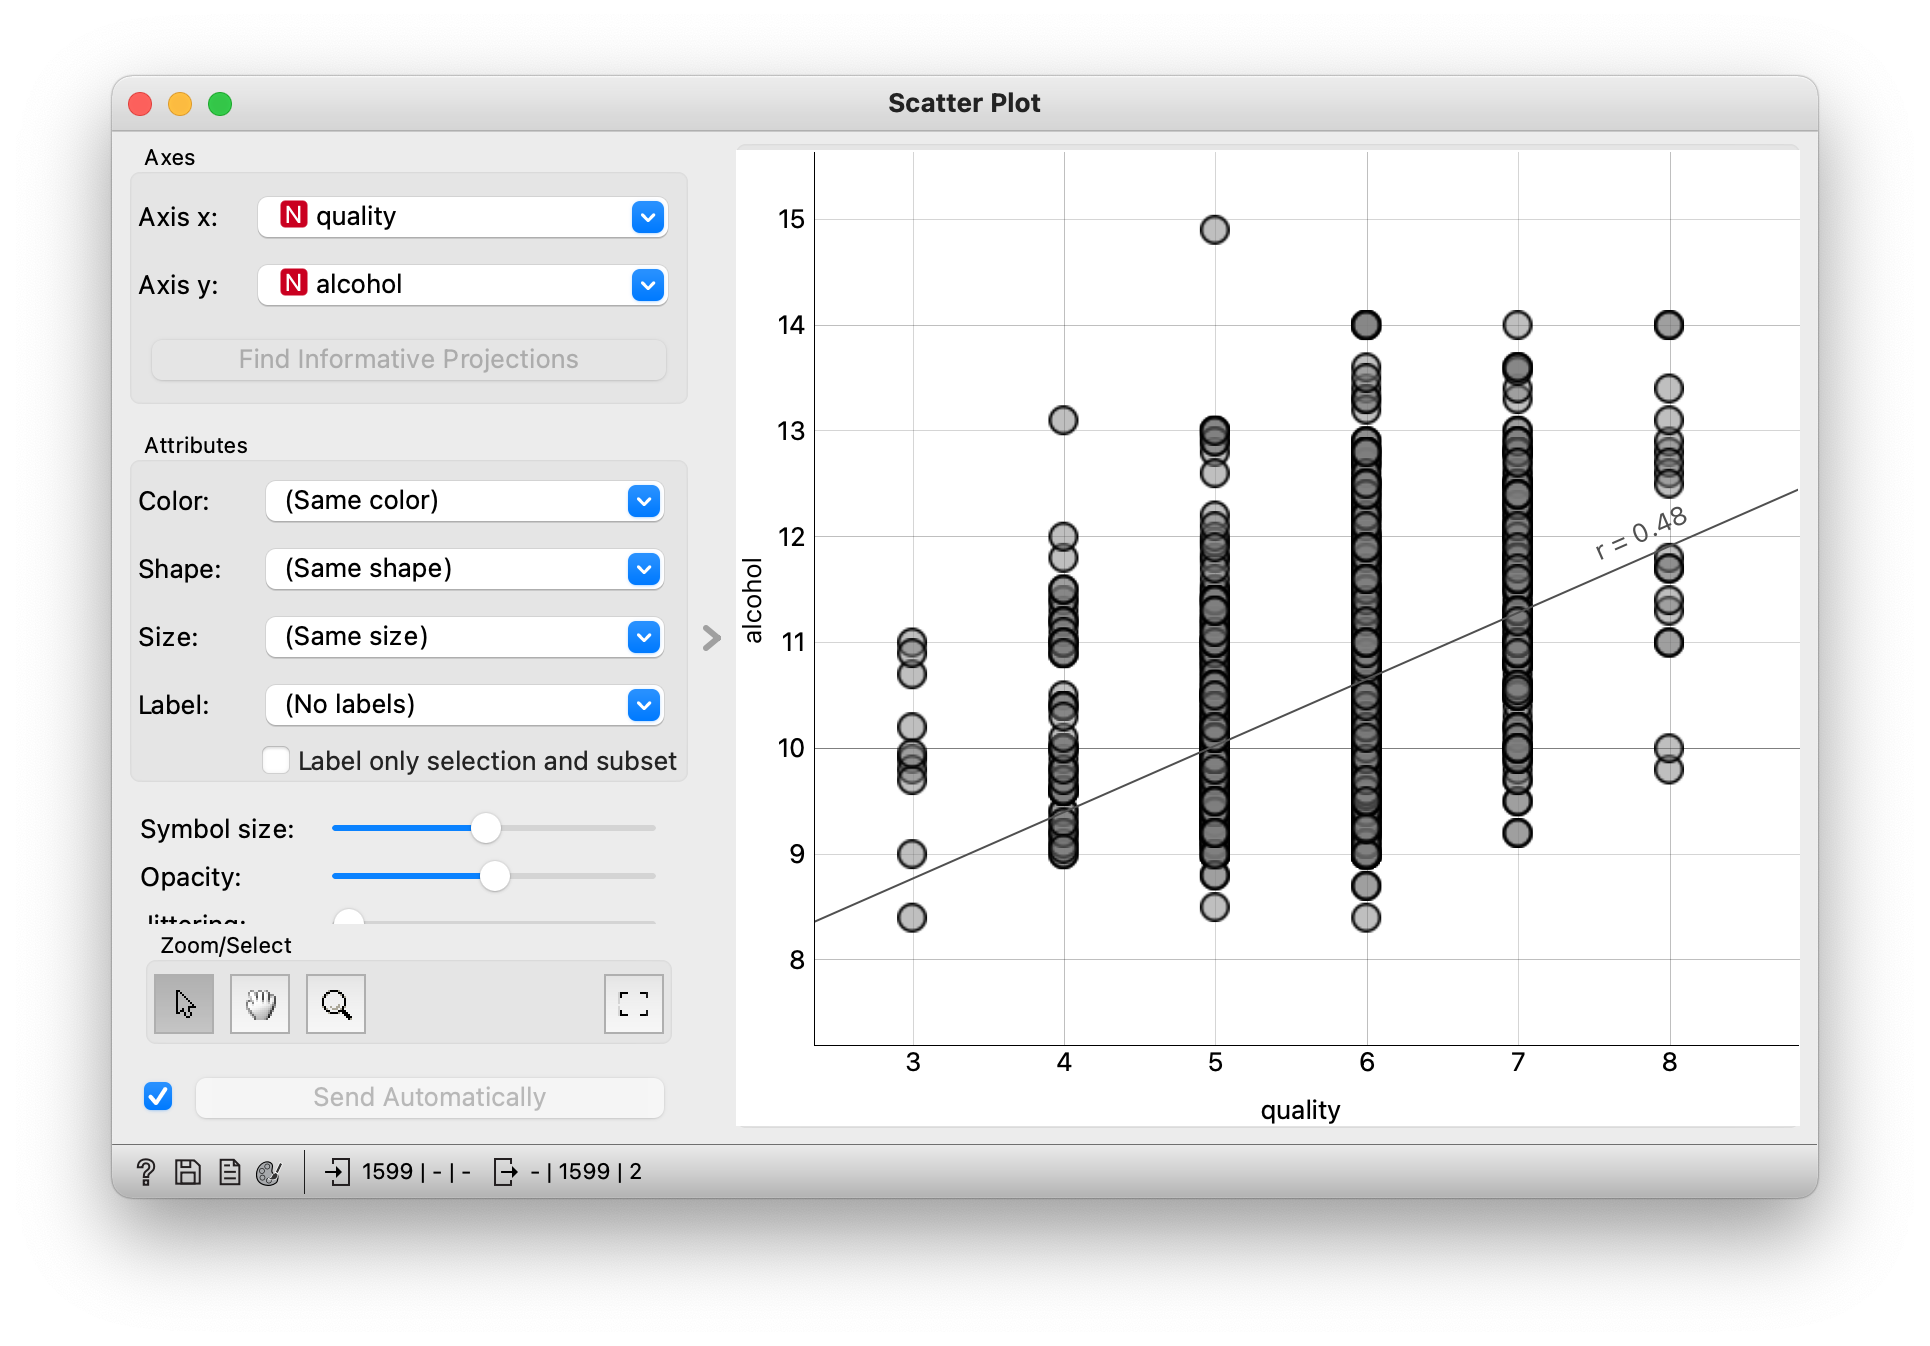 Scatter Plot
Axes
Axis x: N quality
Axis y: N alcohol
Find Informative Projections
Attributes
Color: (Same color)
Shape: (Same shape)
Size: (Same size)
Label: (No labels)
Label only selection and subset
Symbol size:
Opacity:
Jittering:
Zoom/Select
Send Automatically
? 1599 | - | - - | 1599 | 2
15
14
13
12
11
10
9
8
alcohol
r = 0.48
3 4 5 6 7 8
quality